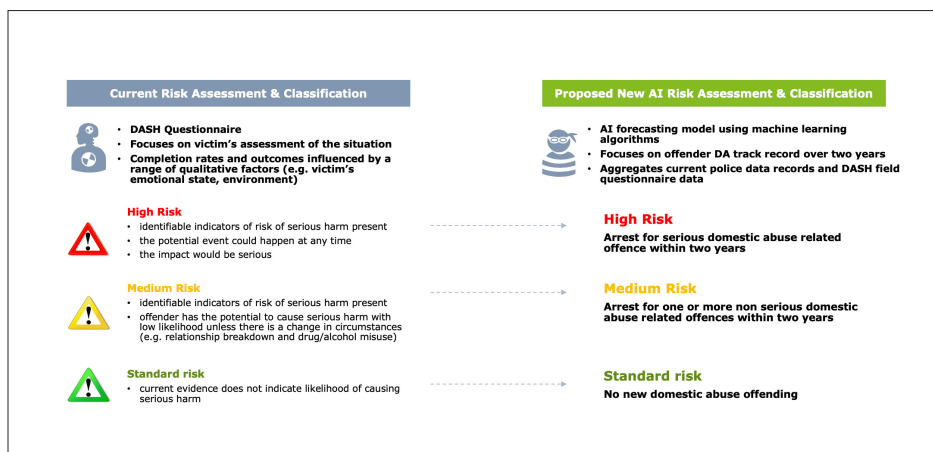 Current Risk Assessment & Classification
• DASH Questionnaire
• Focuses on victim's assessment of the situation
• Completion rates and outcomes influenced by a
range of qualitative factors (e.g. victim's
emotional state, environment)
High Risk
• identifiable indicators of risk of serious harm present
• the potential event could happen at any time
• the impact would be serious
Medium Risk
• identifiable indicators of risk of serious harm present
• offender has the potential to cause serious harm with
low likelihood unless there is a change in circumstances
(e.g. relationship breakdown and drug/alcohol misuse)
Standard risk
• current evidence does not indicate likelihood of causing
serious harm
Proposed New AI Risk Assessment & Classification
• AI forecasting model using machine learning
algorithms
• Focuses on offender DA track record over two years
• Aggregates current police data records and DASH field
questionnaire data
High Risk
Arrest for serious domestic abuse related
offence within two years
Medium Risk
Arrest for one or more non serious domestic
abuse related offences within two years
Standard risk
No new domestic abuse offending